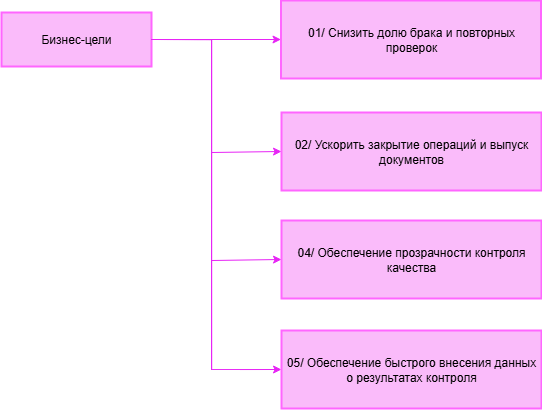 Бизнес-цели
01/ Снизить долю брака и повторных
проверок
02/ Ускорить закрытие операций и выпуск
документов
04/ Обеспечение прозрачности контроля
качества
05/ Обеспечение быстрого внесения данных
о результатах контроля